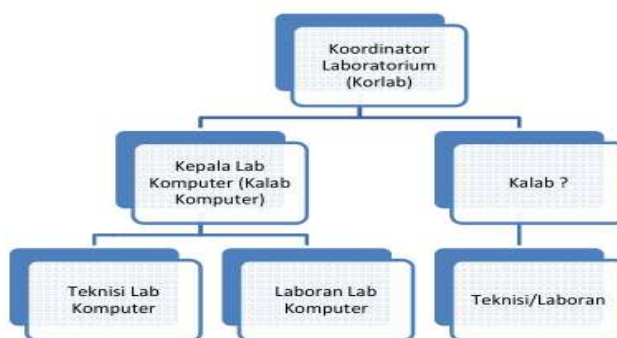 Koordinator
Laboratorium
(Korlab)
Kepala Lab
Komputer (Kalab
Komputer)
Kalab ?
Teknisi Lab
Komputer
Laboran Lab
Komputer
Teknisi/Laboran